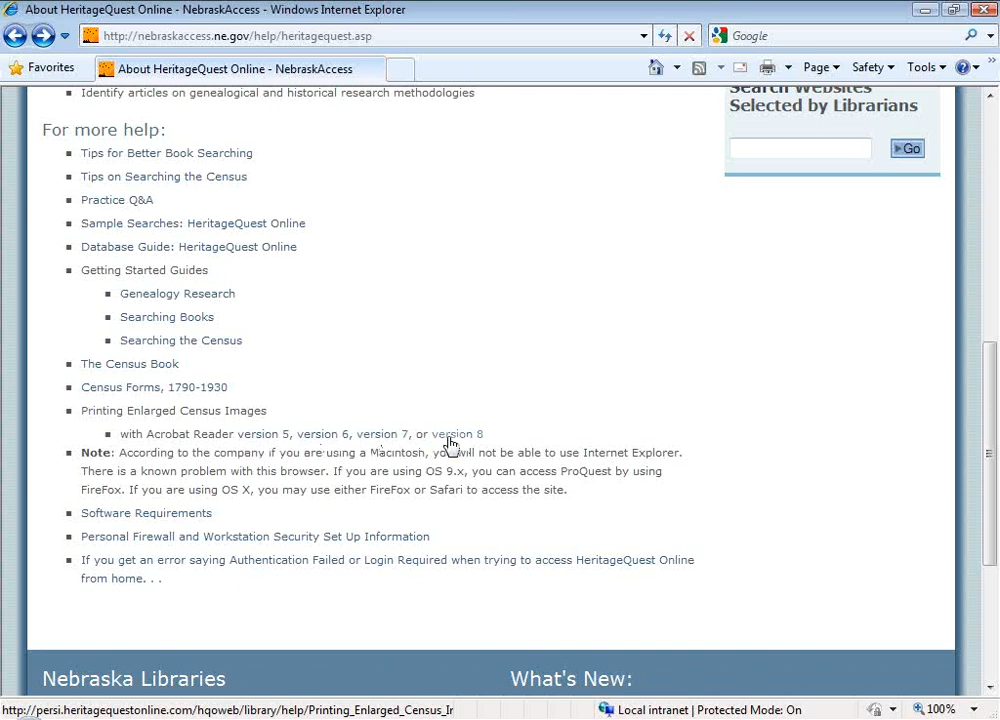 About HeritageQuest Online - NebraskAccess - Windows Internet Explorer
http://nebraskaccess.ne.gov/help/heritagequest.asp
Google
Favorites
About HeritageQuest Online - NebraskAccess
Page
Safety
Tools
Identify articles on genealogical and historical research methodologies
Search Websites
Selected by Librarians
Go
For more help:
Tips for Better Book Searching
Tips on Searching the Census
Practice Q&A
Sample Searches: HeritageQuest Online
Database Guide: HeritageQuest Online
Getting Started Guides
Genealogy Research
Searching Books
Searching the Census
The Census Book
Census Forms, 1790-1930
Printing Enlarged Census Images
with Acrobat Reader version 5, version 6, version 7, or version 8
Note: According to the company if you are using a Macintosh, you will not be able to use Internet Explorer.
There is a known problem with this browser. If you are using OS 9.x, you can access ProQuest by using
FireFox. If you are using OS X, you may use either FireFox or Safari to access the site.
Software Requirements
Personal Firewall and Workstation Security Set Up Information
If you get an error saying Authentication Failed or Login Required when trying to access HeritageQuest Online
from home. . .
Nebraska Libraries
What's New:
http://persi.heritagequestonline.com/hqoweb/library/help/Printing_Enlarged_Census_Ir
Local intranet | Protected Mode: On
100%